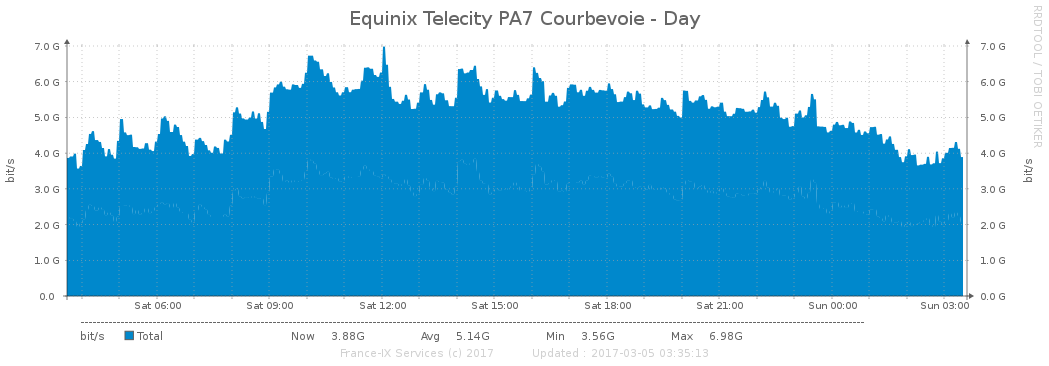 Equinix Telecity PA7 Courbevoie - Day
RRDTOOL / TOBI OETIKER
bit/s
7.0 G 7.0 G
6.0 G 6.0 G
5.0 G 5.0 G
4.0 G 4.0 G
3.0 G 3.0 G
2.0 G 2.0 G
1.0 G 1.0 G
0.0 0.0 G
bit/s
Sat 06:00 Sat 09:00 Sat 12:00 Sat 15:00 Sat 18:00 Sat 21:00 Sun 00:00 Sun 03:00
bit/s Total Now 3.88G Avg 5.14G Min 3.56G Max 6.98G
France-IX Services (c) 2017 Updated : 2017-03-05 03:35:13